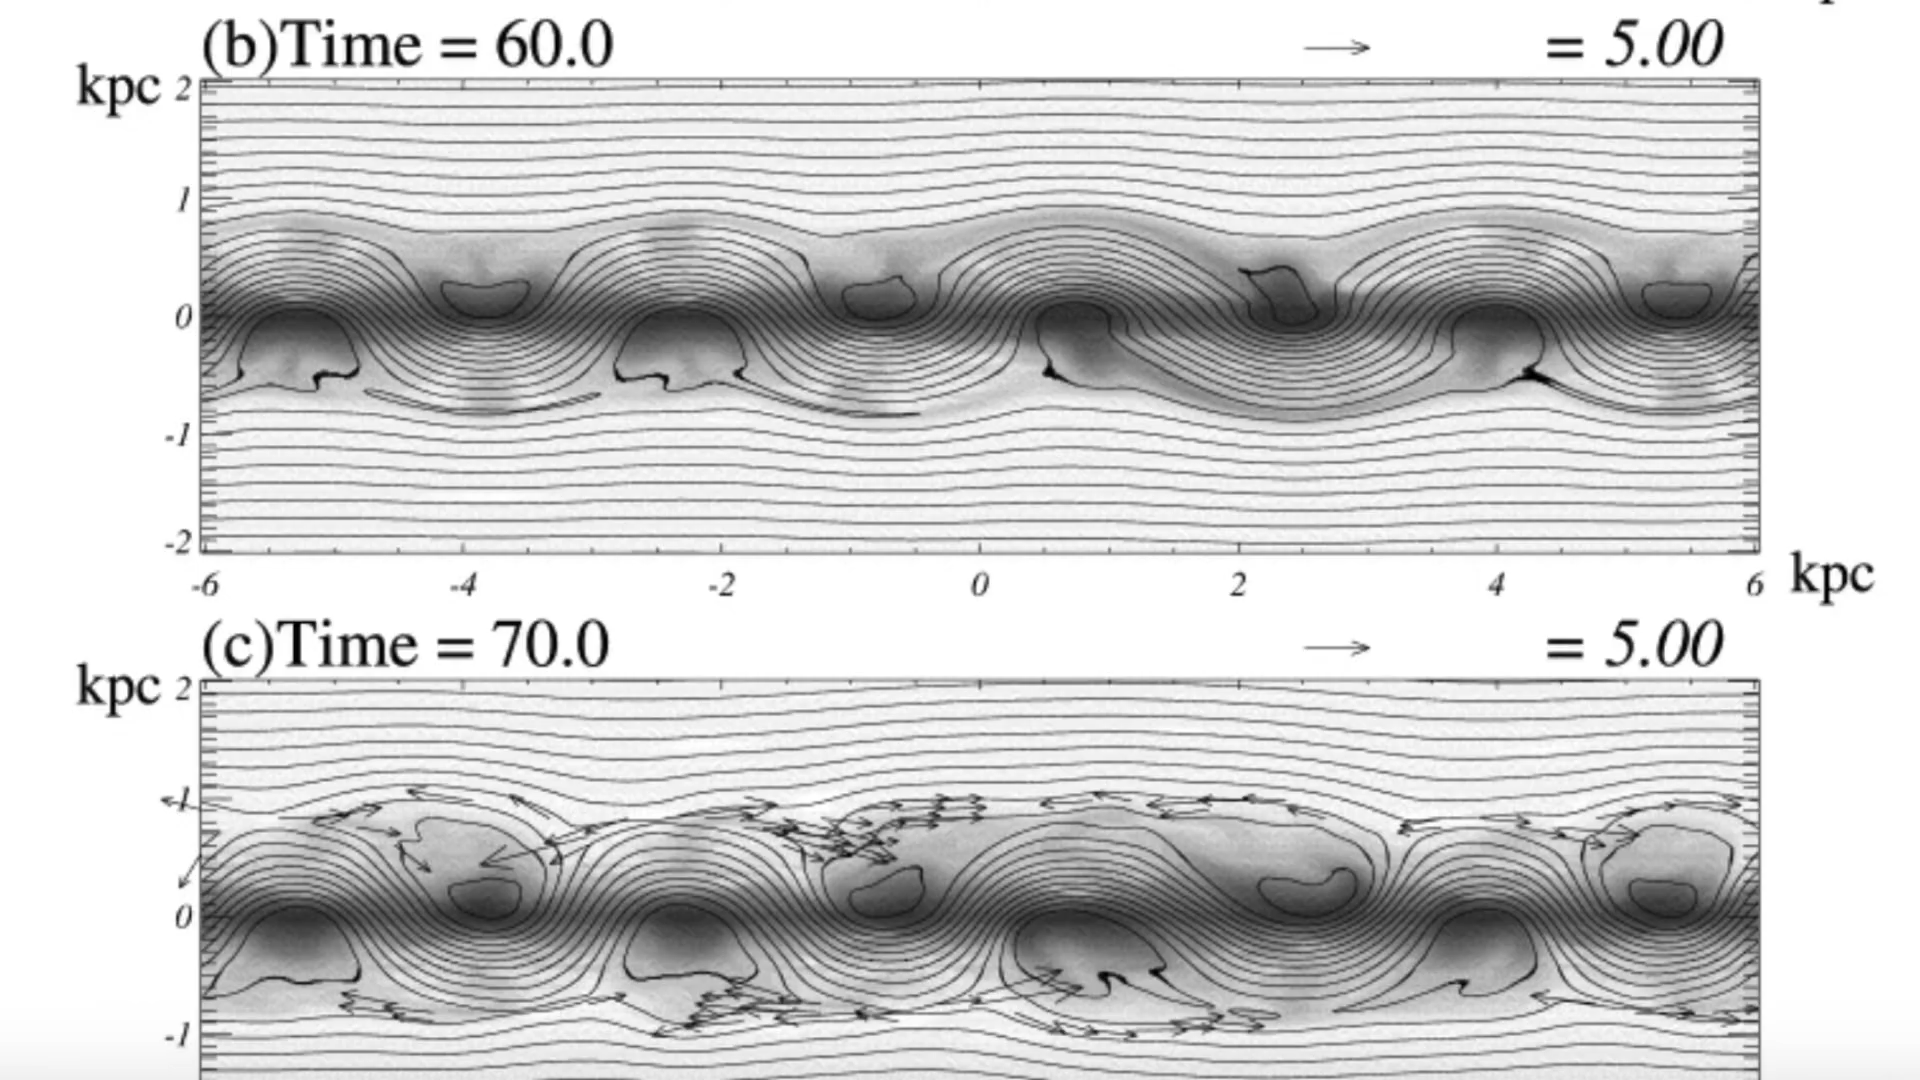 (b)Time = 60.0 = 5.00
kpc 2
1
0
-1
-2
-6 -4 -2 0 2 4 6 kpc
(c)Time = 70.0 = 5.00
kpc 2
1
0
-1